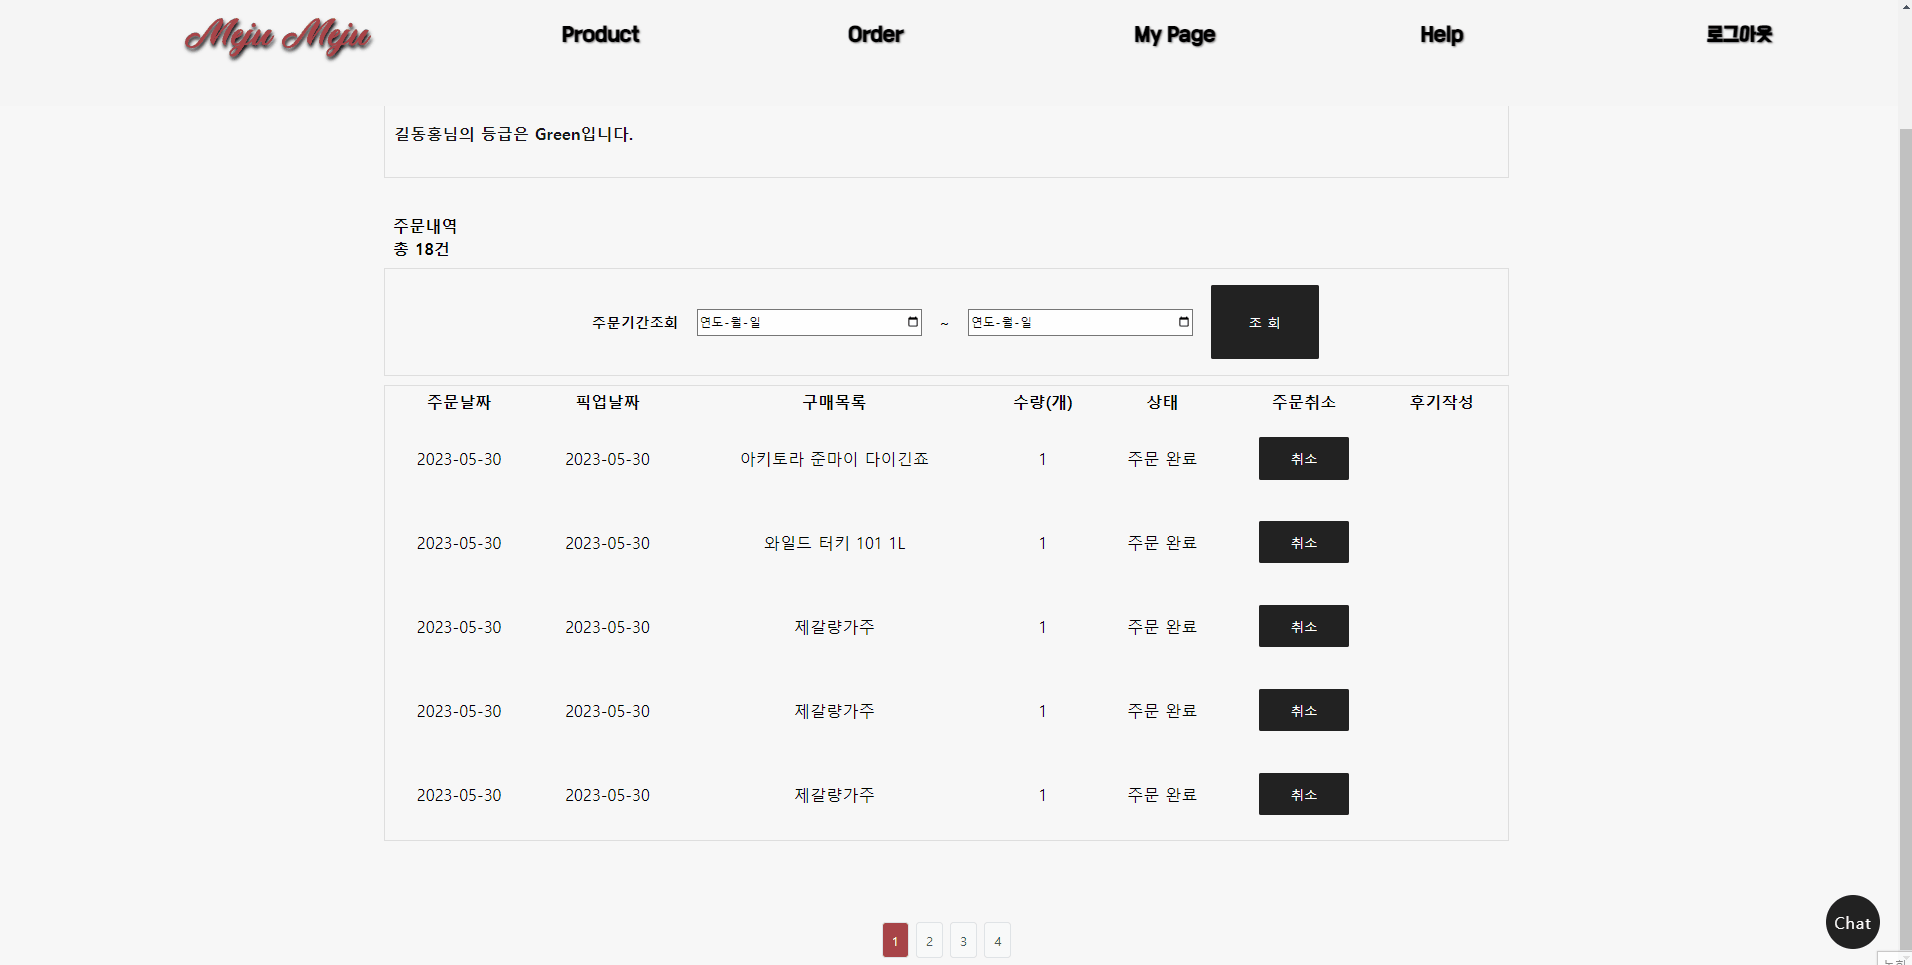 Meju Meju Product Order My Page Help 로그아웃
길동홍님의 등급은 Green입니다.
주문내역
총 18건
주문기간조회 연도-월-일 ~ 연도-월-일 조 회
주문날짜 픽업날짜 구매목록 수량(개) 상태 주문취소 후기작성
2023-05-30 2023-05-30 아키토라 준마이 다이긴죠 1 주문 완료 취소
2023-05-30 2023-05-30 와일드 터키 101 1L 1 주문 완료 취소
2023-05-30 2023-05-30 제갈량가주 1 주문 완료 취소
2023-05-30 2023-05-30 제갈량가주 1 주문 완료 취소
2023-05-30 2023-05-30 제갈량가주 1 주문 완료 취소
Chat
1 2 3 4